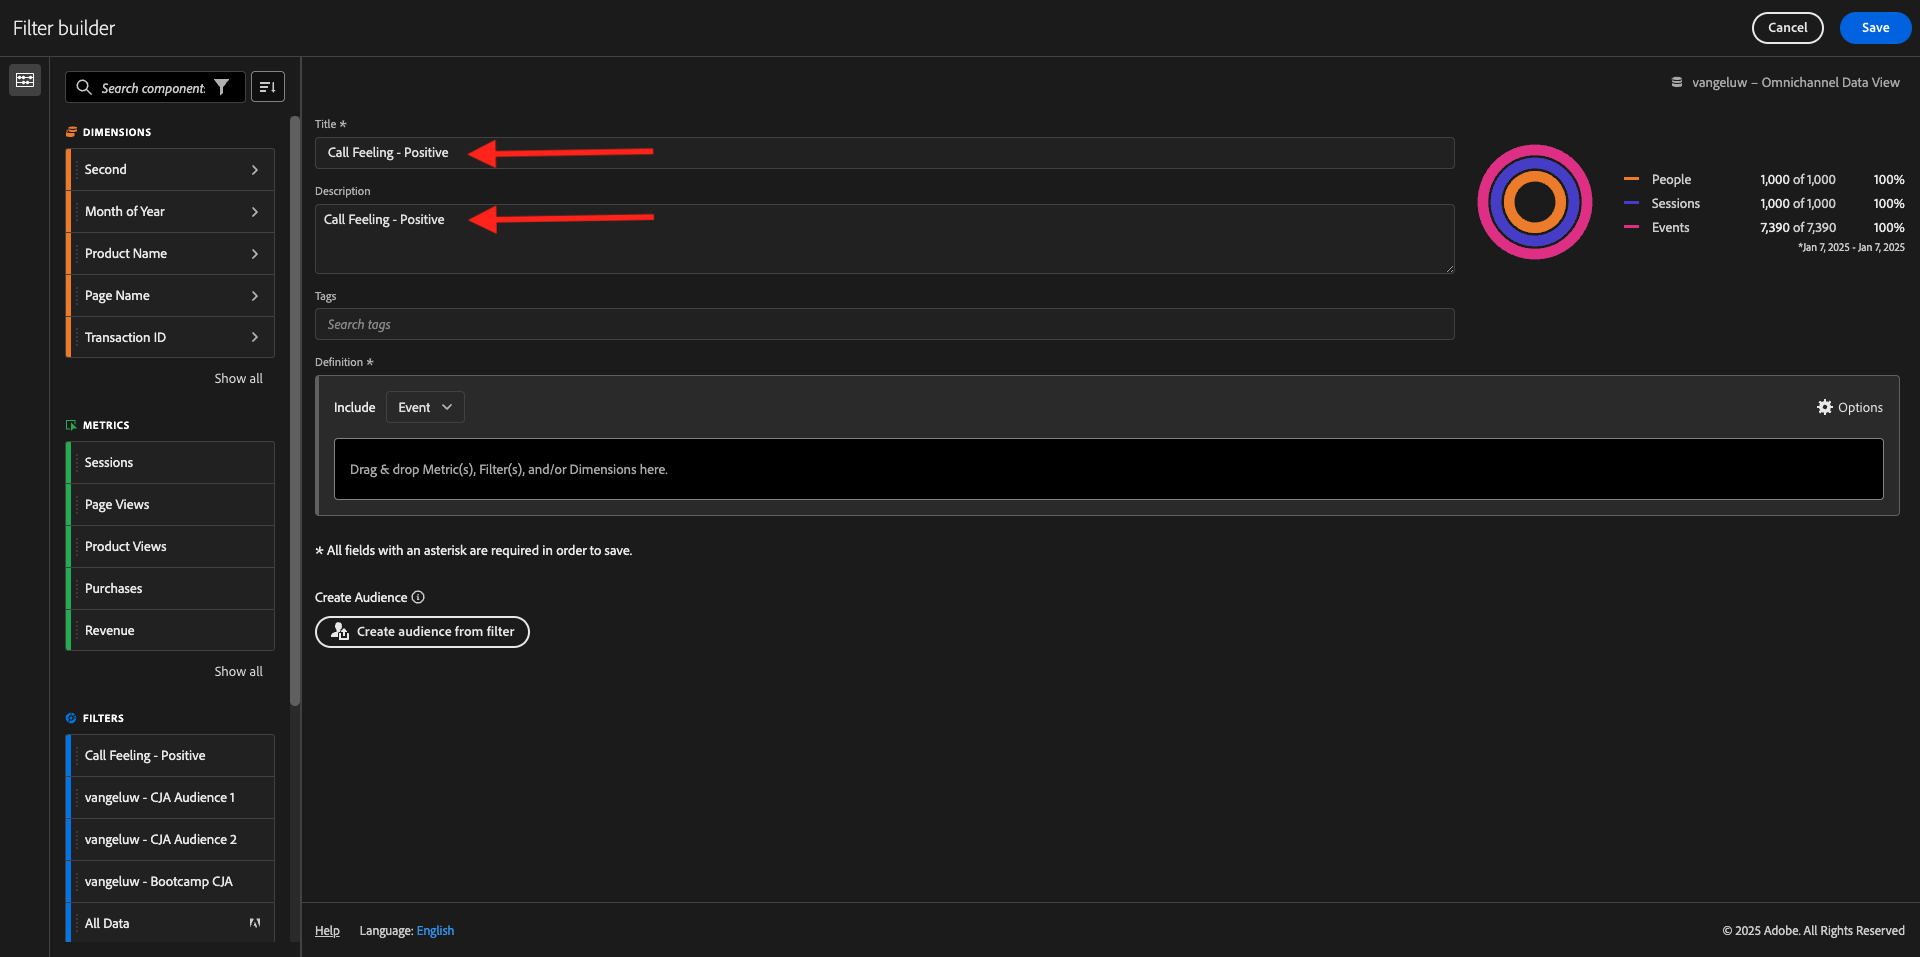 Filter builder
Cancel
Save
Search component:
vangeluw – Omnichannel Data View
DIMENSIONS
Second
Month of Year
Product Name
Page Name
Transaction ID
Show all
METRICS
Sessions
Page Views
Product Views
Purchases
Revenue
Show all
FILTERS
Call Feeling - Positive
vangeluw - CJA Audience 1
vangeluw - CJA Audience 2
vangeluw - Bootcamp CJA
All Data
Title *
Call Feeling - Positive
Description
Call Feeling - Positive
Tags
Search tags
People 1,000 of 1,000 100%
Sessions 1,000 of 1,000 100%
Events 7,390 of 7,390 100%
*Jan 7, 2025 - Jan 7, 2025
Definition *
Include Event
Options
Drag & drop Metric(s), Filter(s), and/or Dimensions here.
* All fields with an asterisk are required in order to save.
Create Audience
Create audience from filter
Help Language: English
© 2025 Adobe. All Rights Reserved